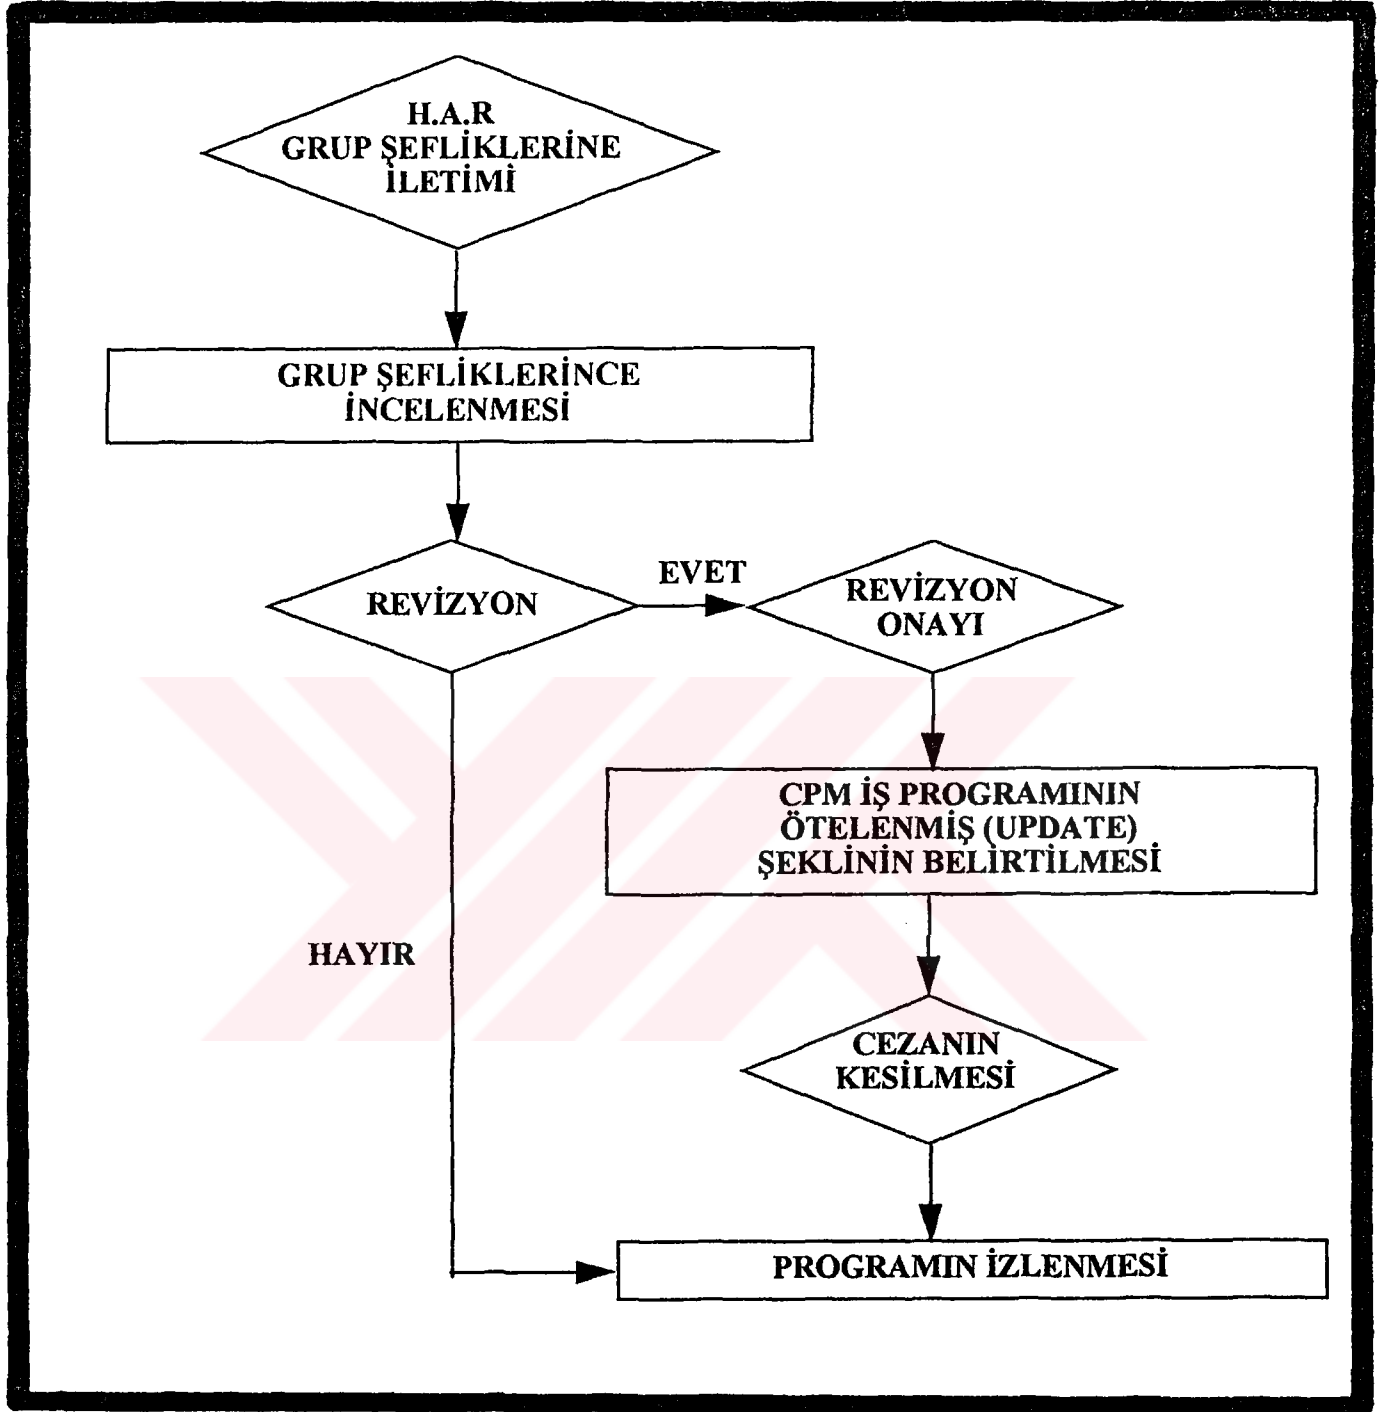 H.A.R
GRUP ŞEFLİKLERİNE
İLETİMİ
GRUP ŞEFLİKLERİNCE
İNCELENMESİ
REVİZYON
EVET
REVİZYON
ONAYI
CPM İŞ PROGRAMININ
ÖTELENMİŞ (UPDATE)
ŞEKLİNİN BELİRTİLMESİ
HAYIR
CEZANIN
KESİLMESİ
PROGRAMIN İZLENMESİ